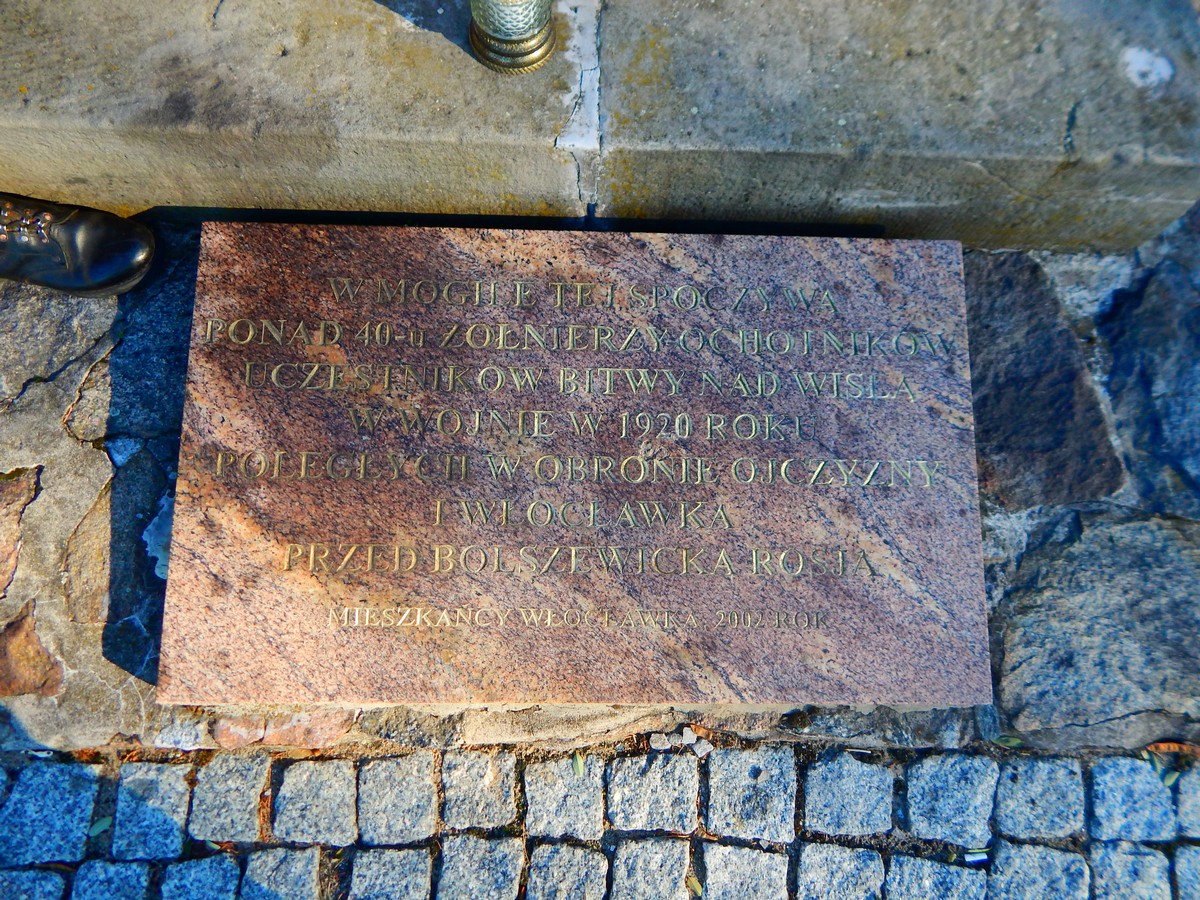 W MOGILE TEJ SPOCZYWA
PONAD 40-u ŻOŁNIERZY-OCHOTNIKÓW
UCZESTNIKÓW BITWY NAD WISŁĄ
W WOJNIE W 1920 ROKU
POLEGŁYCH W OBRONIE OJCZYZNY
I WŁOCŁAWKA
PRZED BOLSZEWICKĄ ROSJĄ
MIESZKAŃCY WŁOCŁAWKA 2002 ROK